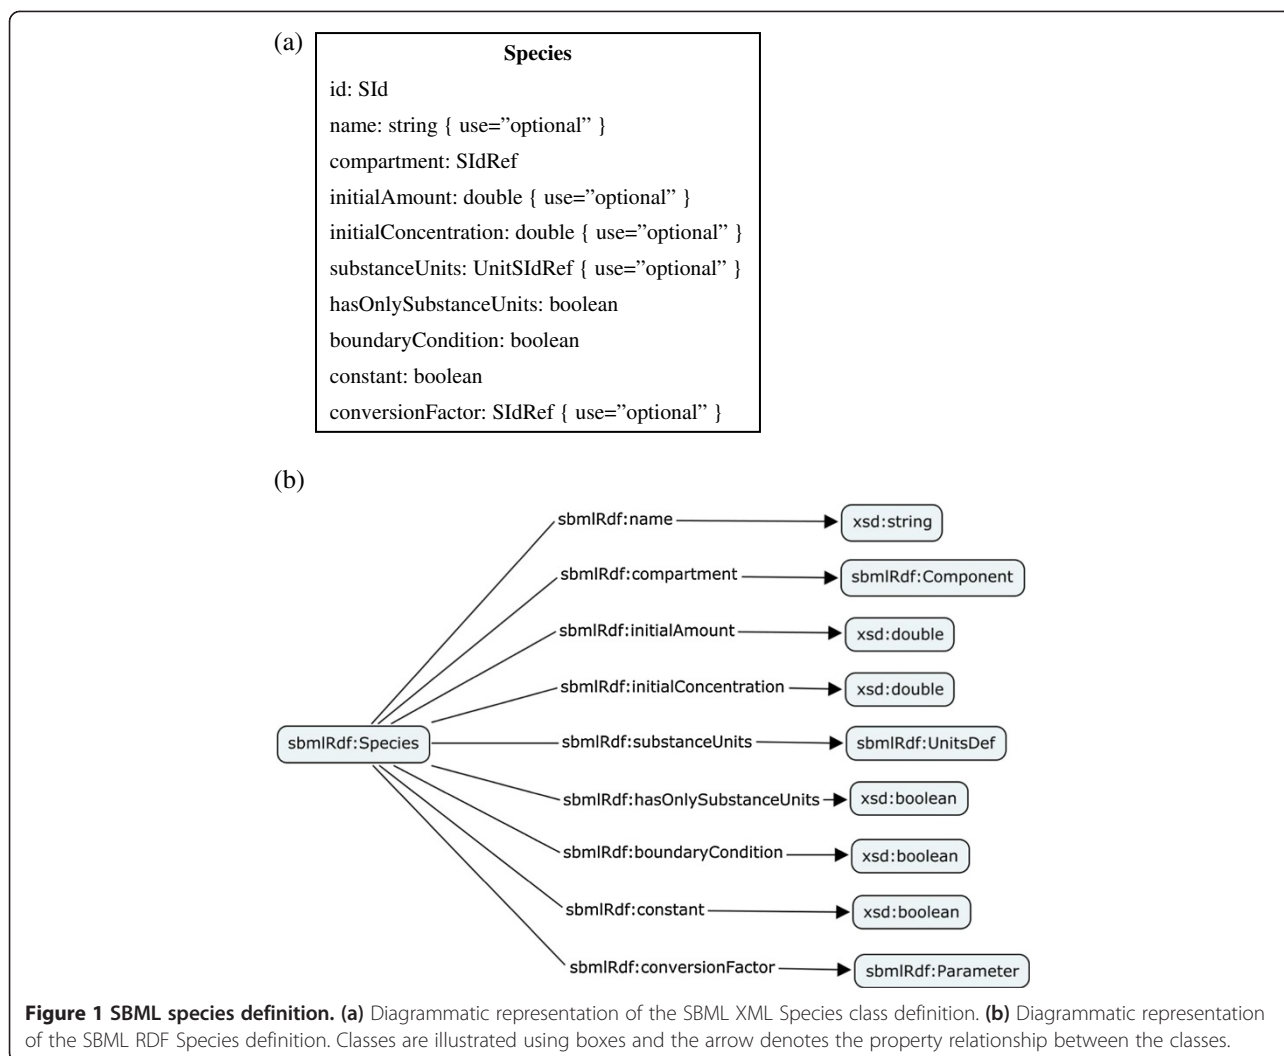 (a)
Species
id: SId
name: string { use=”optional” }
compartment: SIdRef
initialAmount: double { use=”optional” }
initialConcentration: double { use=”optional” }
substanceUnits: UnitSIdRef { use=”optional” }
hasOnlySubstanceUnits: boolean
boundaryCondition: boolean
constant: boolean
conversionFactor: SIdRef { use=”optional” }
(b)
sbmlRdf:name xsd:string
sbmlRdf:compartment sbmlRdf:Component
sbmlRdf:initialAmount xsd:double
sbmlRdf:initialConcentration xsd:double
sbmlRdf:Species sbmlRdf:substanceUnits sbmlRdf:UnitsDef
sbmlRdf:hasOnlySubstanceUnits xsd:boolean
sbmlRdf:boundaryCondition xsd:boolean
sbmlRdf:constant xsd:boolean
sbmlRdf:conversionFactor sbmlRdf:Parameter
Figure 1 SBML species definition. (a) Diagrammatic representation of the SBML XML Species class definition. (b) Diagrammatic representation
of the SBML RDF Species definition. Classes are illustrated using boxes and the arrow denotes the property relationship between the classes.